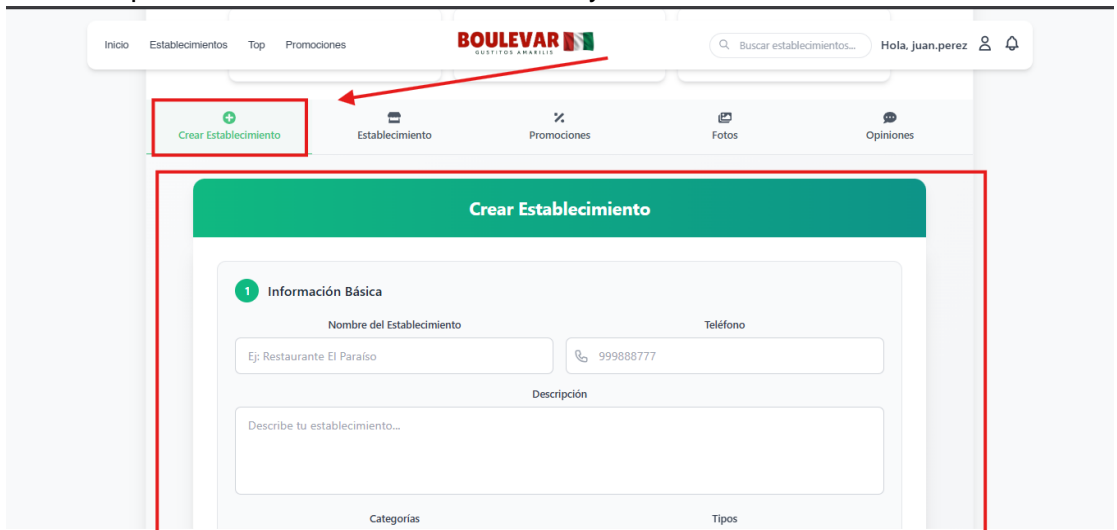 Inicio Establecimientos Top Promociones BOULEVAR Buscar establecimientos... Hola, juan.perez
GUSTITOS AMARILIS
Crear Establecimiento Establecimiento Promociones Fotos Opiniones
Crear Establecimiento
1 Información Básica
Nombre del Establecimiento Teléfono
Ej: Restaurante El Paraíso 999888777
Descripción
Describe tu establecimiento...
Categorías Tipos